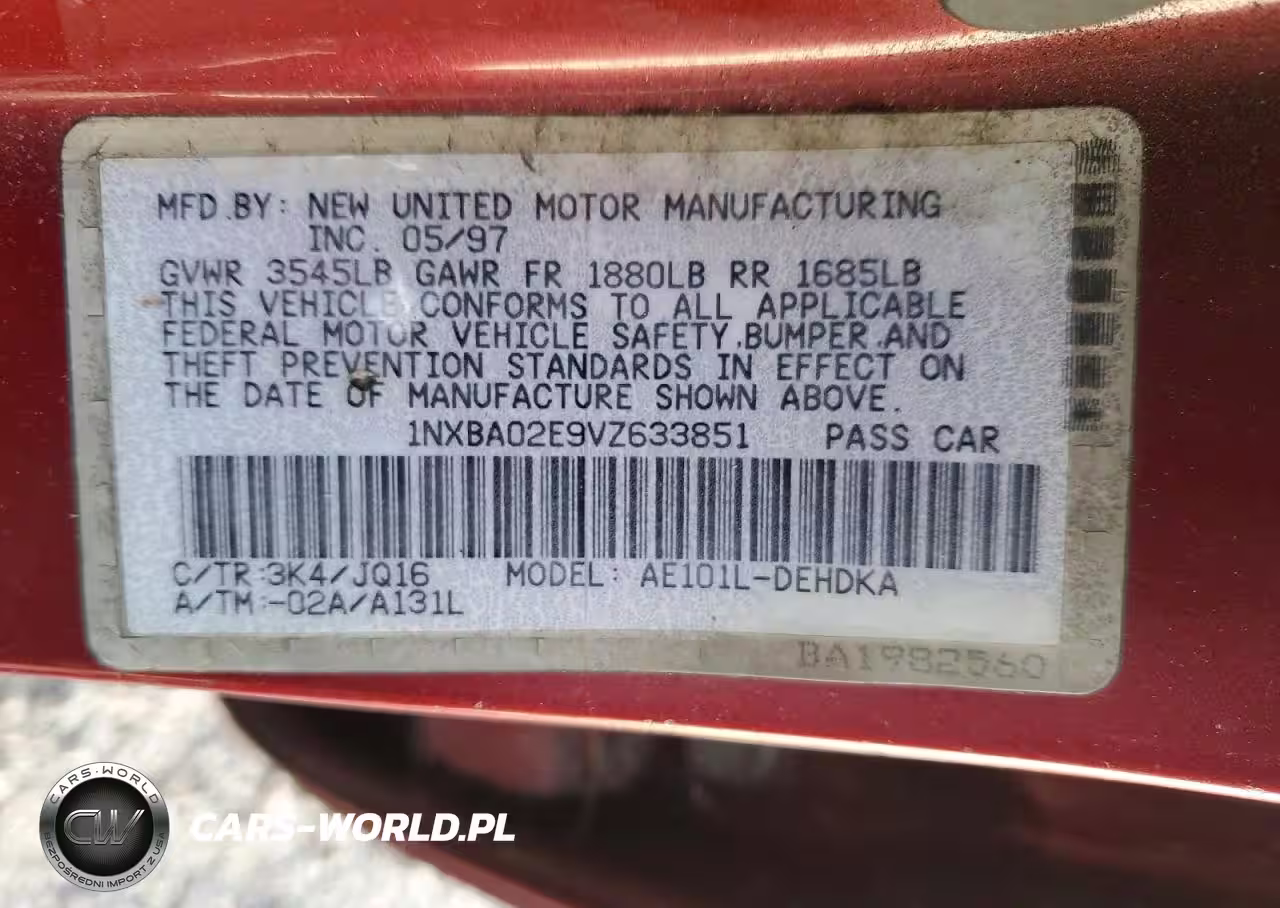 MFD.BY: NEW UNITED MOTOR MANUFACTURING
INC. 05/97
GVWR 3545LB GAWR FR 1880LB RR 1685LB
THIS VEHICLE CONFORMS TO ALL APPLICABLE
FEDERAL MOTOR VEHICLE SAFETY,BUMPER,AND
THEFT PREVENTION STANDARDS IN EFFECT ON
THE DATE OF MANUFACTURE SHOWN ABOVE.
1NXBA02E9VZ633851 PASS CAR
C/TR:3K4/JQ16 MODEL: AE101L-DEHDKA
A/TM:-02A/A131L
BA1982560
CARS-WORLD
CW
BEZPOŚREDNI IMPORT Z USA
CARS-WORLD.PL